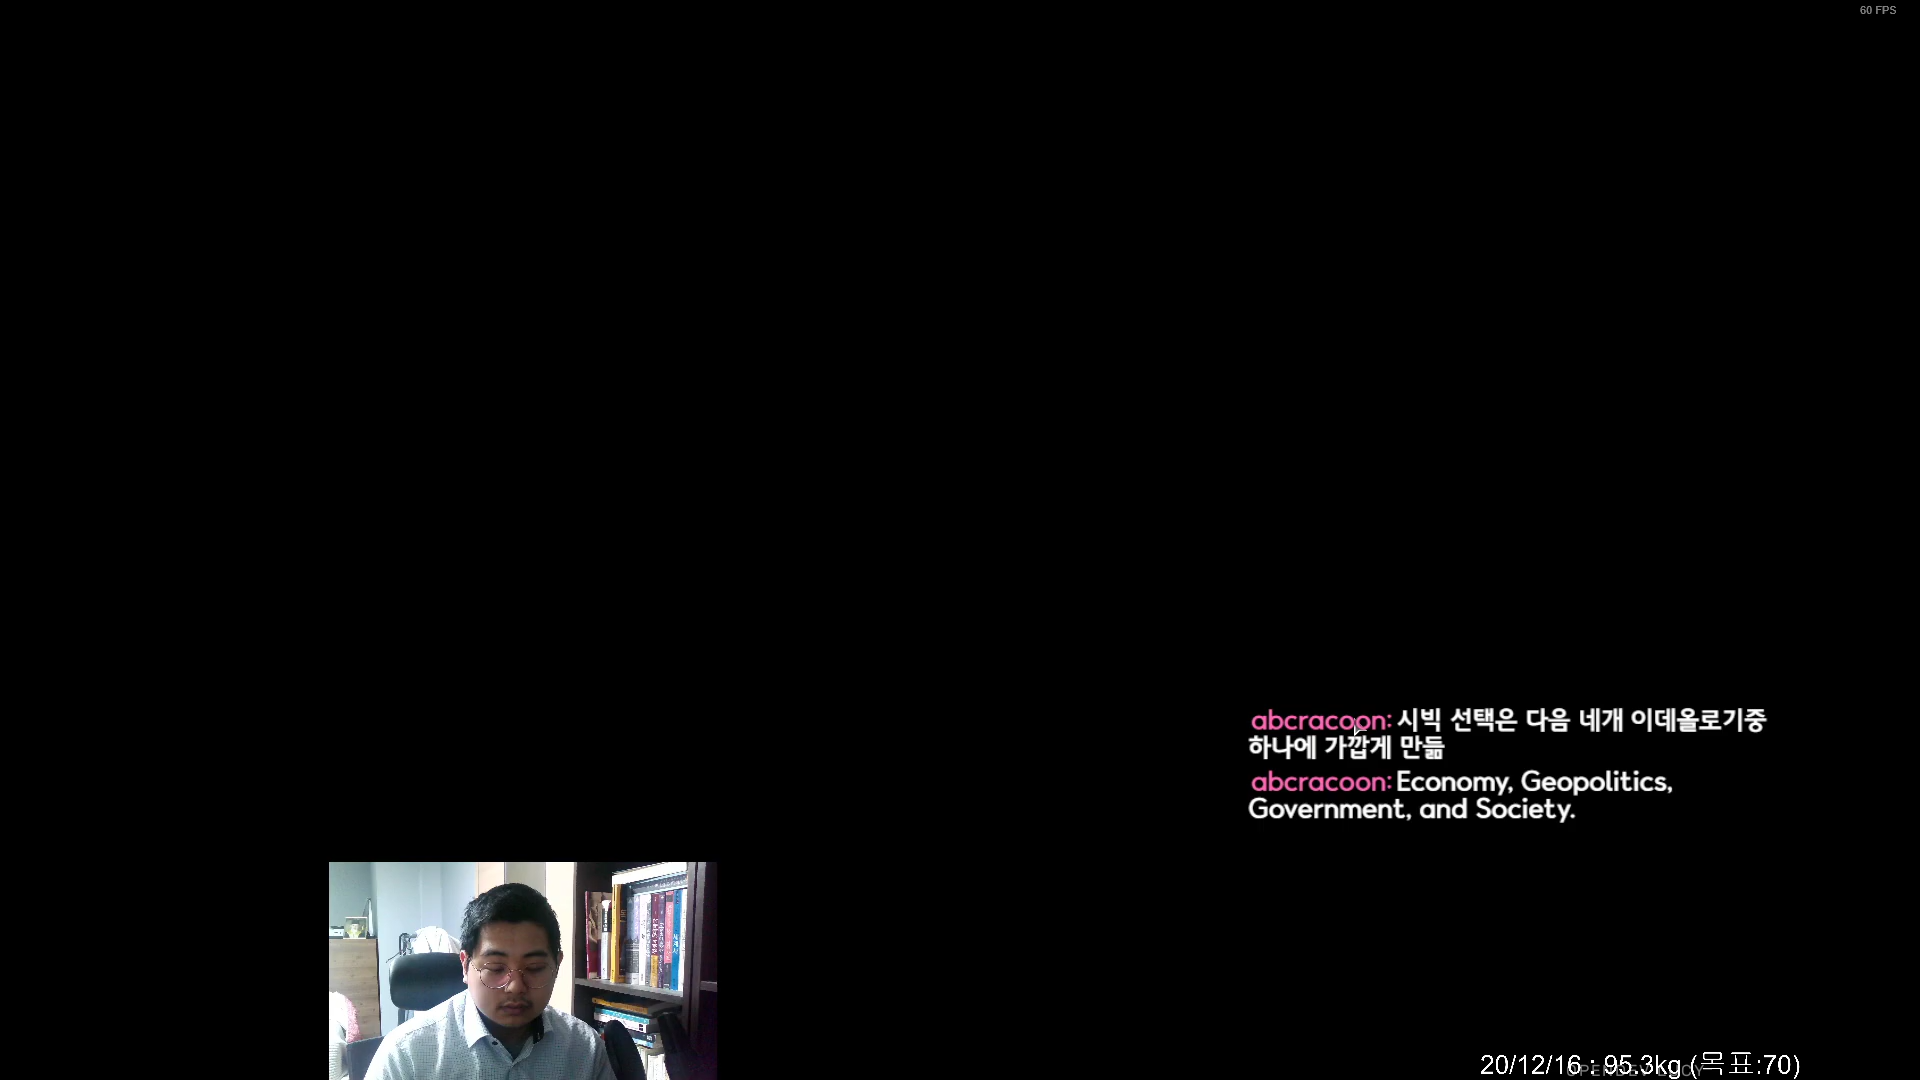 60 FPS
abcracoon: 시빅 선택은 다음 네개 이데올로기중
하나에 가깝게 만듦
abcracoon: Economy, Geopolitics,
Government, and Society.
20/12/16 : 95.3kg (목표:70)